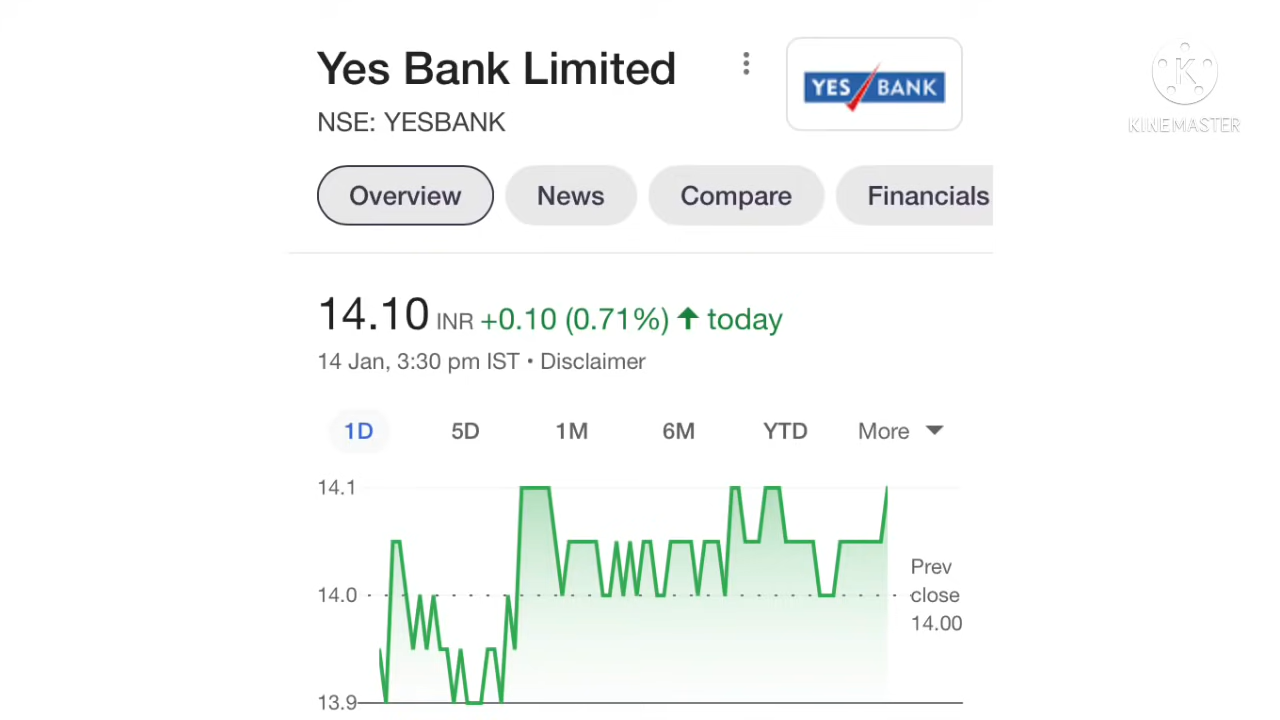 Yes Bank Limited
YES BANK
NSE: YESBANK
KINEMASTER
Overview
News
Compare
Financials
14.10 INR +0.10 (0.71%) today
14 Jan, 3:30 pm IST • Disclaimer
1D
5D
1M
6M
YTD
More
14.1
14.0
13.9
Prev
close
14.00